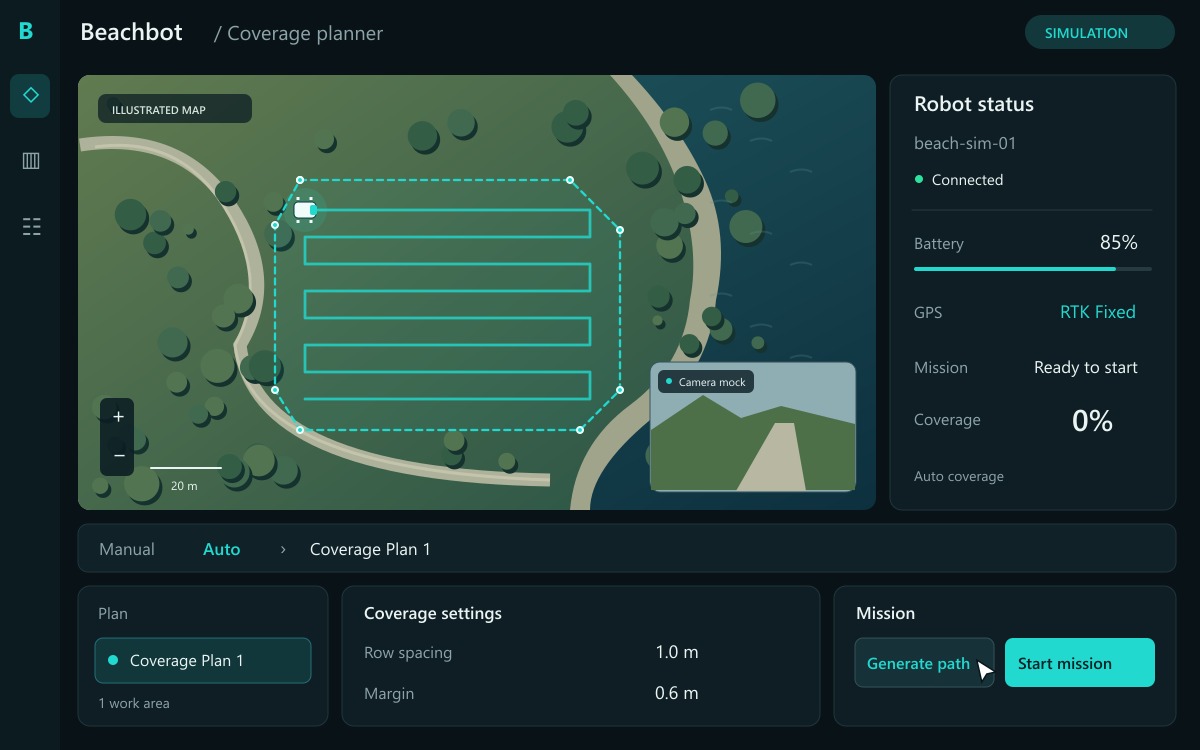 B
Beachbot / Coverage planner
SIMULATION
ILLUSTRATED MAP
+
−
20 m
Camera mock
Robot status
beach-sim-01
Connected
Battery 85%
GPS RTK Fixed
Mission Ready to start
Coverage 0%
Auto coverage
Manual Auto › Coverage Plan 1
Plan
Coverage Plan 1
1 work area
Coverage settings
Row spacing 1.0 m
Margin 0.6 m
Mission
Generate path Start mission